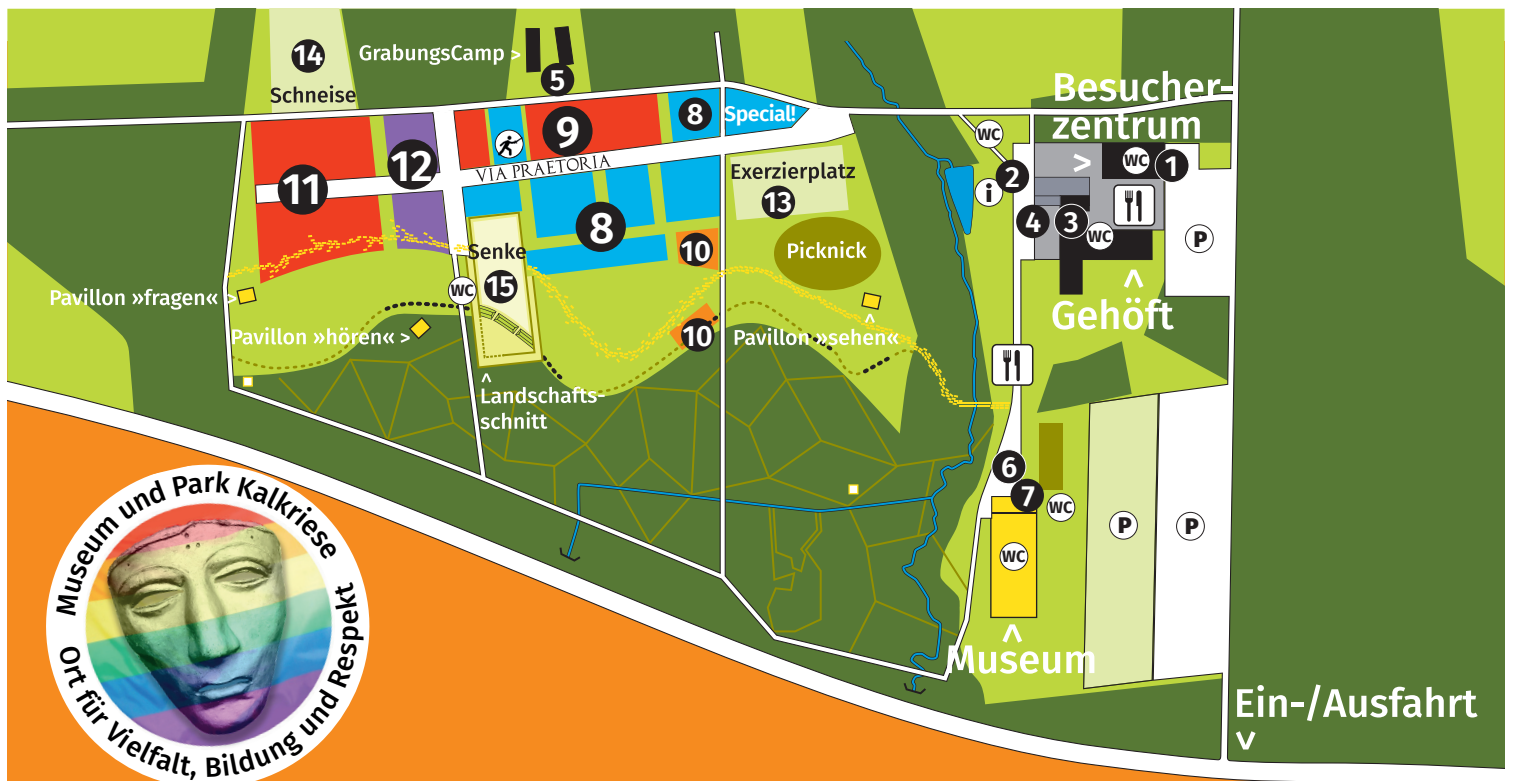 14
Schneise
GrabungsCamp >
5
Besucher-
zentrum
>
WC
1
8
Special!
9
VIA PRAETORIA
12
11
WC
2
i
3
4
WC
P
Exerzierplatz
13
8
10
Picknick
Senke
15
WC
Pavillon »fragen« >
Pavillon »hören« >
10
Pavillon »sehen«
Gehöft
Landschafts-
schnitt
6
7
WC
WC
P
P
Museum
Ein-/Ausfahrt
Museum und Park Kalkriese
Ort für Vielfalt, Bildung und Respekt